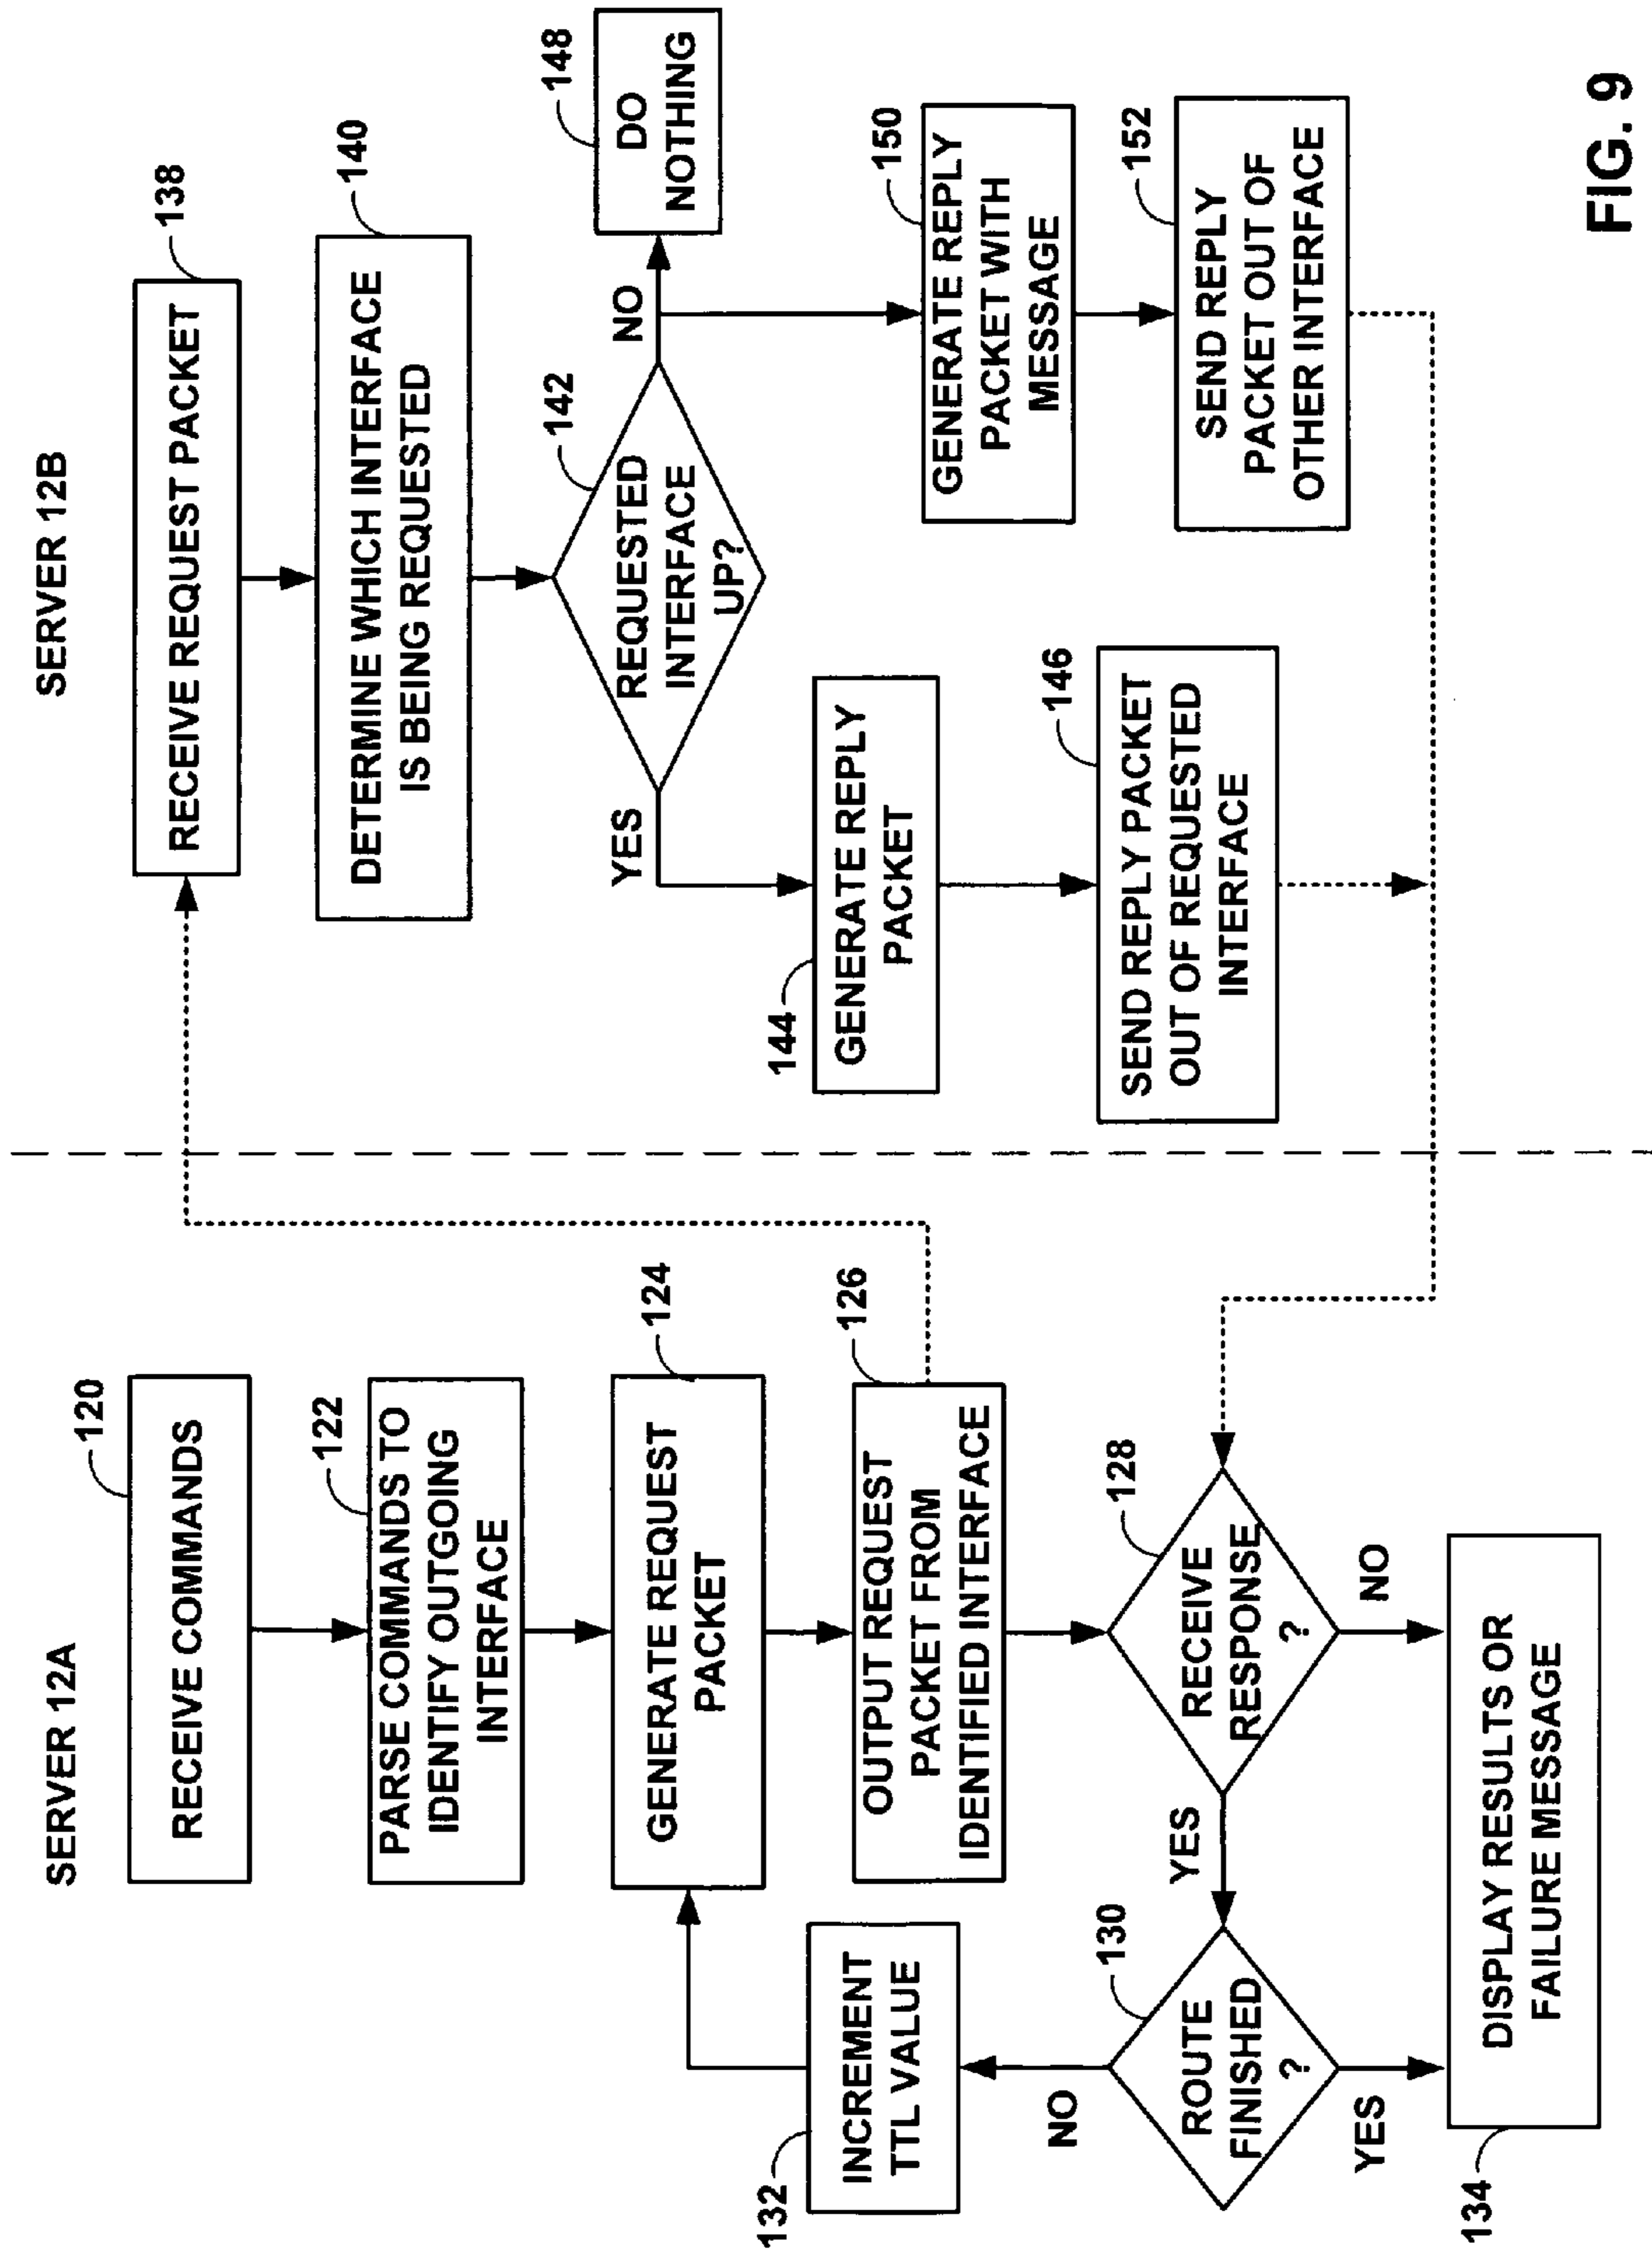 SERVER 12A
120
RECEIVE COMMANDS
122
PARSE COMMANDS TO
IDENTIFY OUTGOING
INTERFACE
124
GENERATE REQUEST
PACKET
126
OUTPUT REQUEST
PACKET FROM
IDENTIFIED INTERFACE
128
RECEIVE
RESPONSE
?
YES
NO
130
ROUTE
FINISHED
?
NO
YES
132
INCREMENT
TTL VALUE
134
DISPLAY RESULTS OR
FAILURE MESSAGE
SERVER 12B
138
RECEIVE REQUEST PACKET
140
DETERMINE WHICH INTERFACE
IS BEING REQUESTED
142
REQUESTED
INTERFACE
UP?
YES
NO
144
GENERATE REPLY
PACKET
146
SEND REPLY PACKET
OUT OF REQUESTED
INTERFACE
148
DO
NOTHING
150
GENERATE REPLY
PACKET WITH
MESSAGE
152
SEND REPLY
PACKET OUT OF
OTHER INTERFACE
FIG. 9